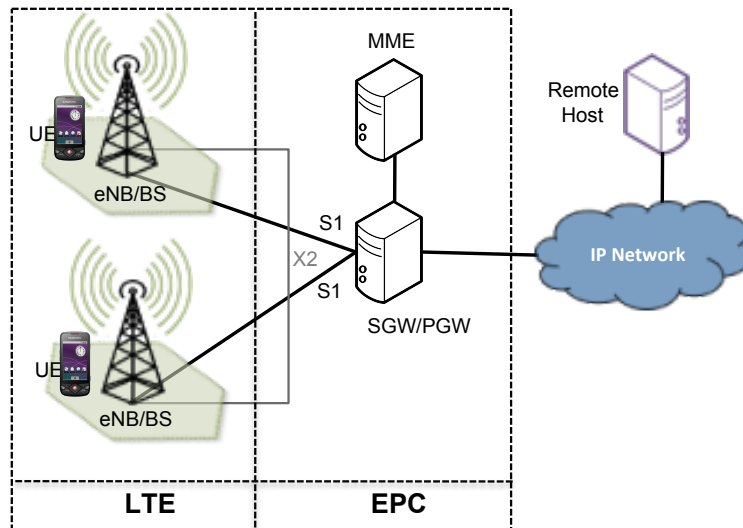 MME
Remote
Host
UE
eNB/BS
S1
X2
IP Network
S1
SGW/PGW
UE
eNB/BS
LTE
EPC